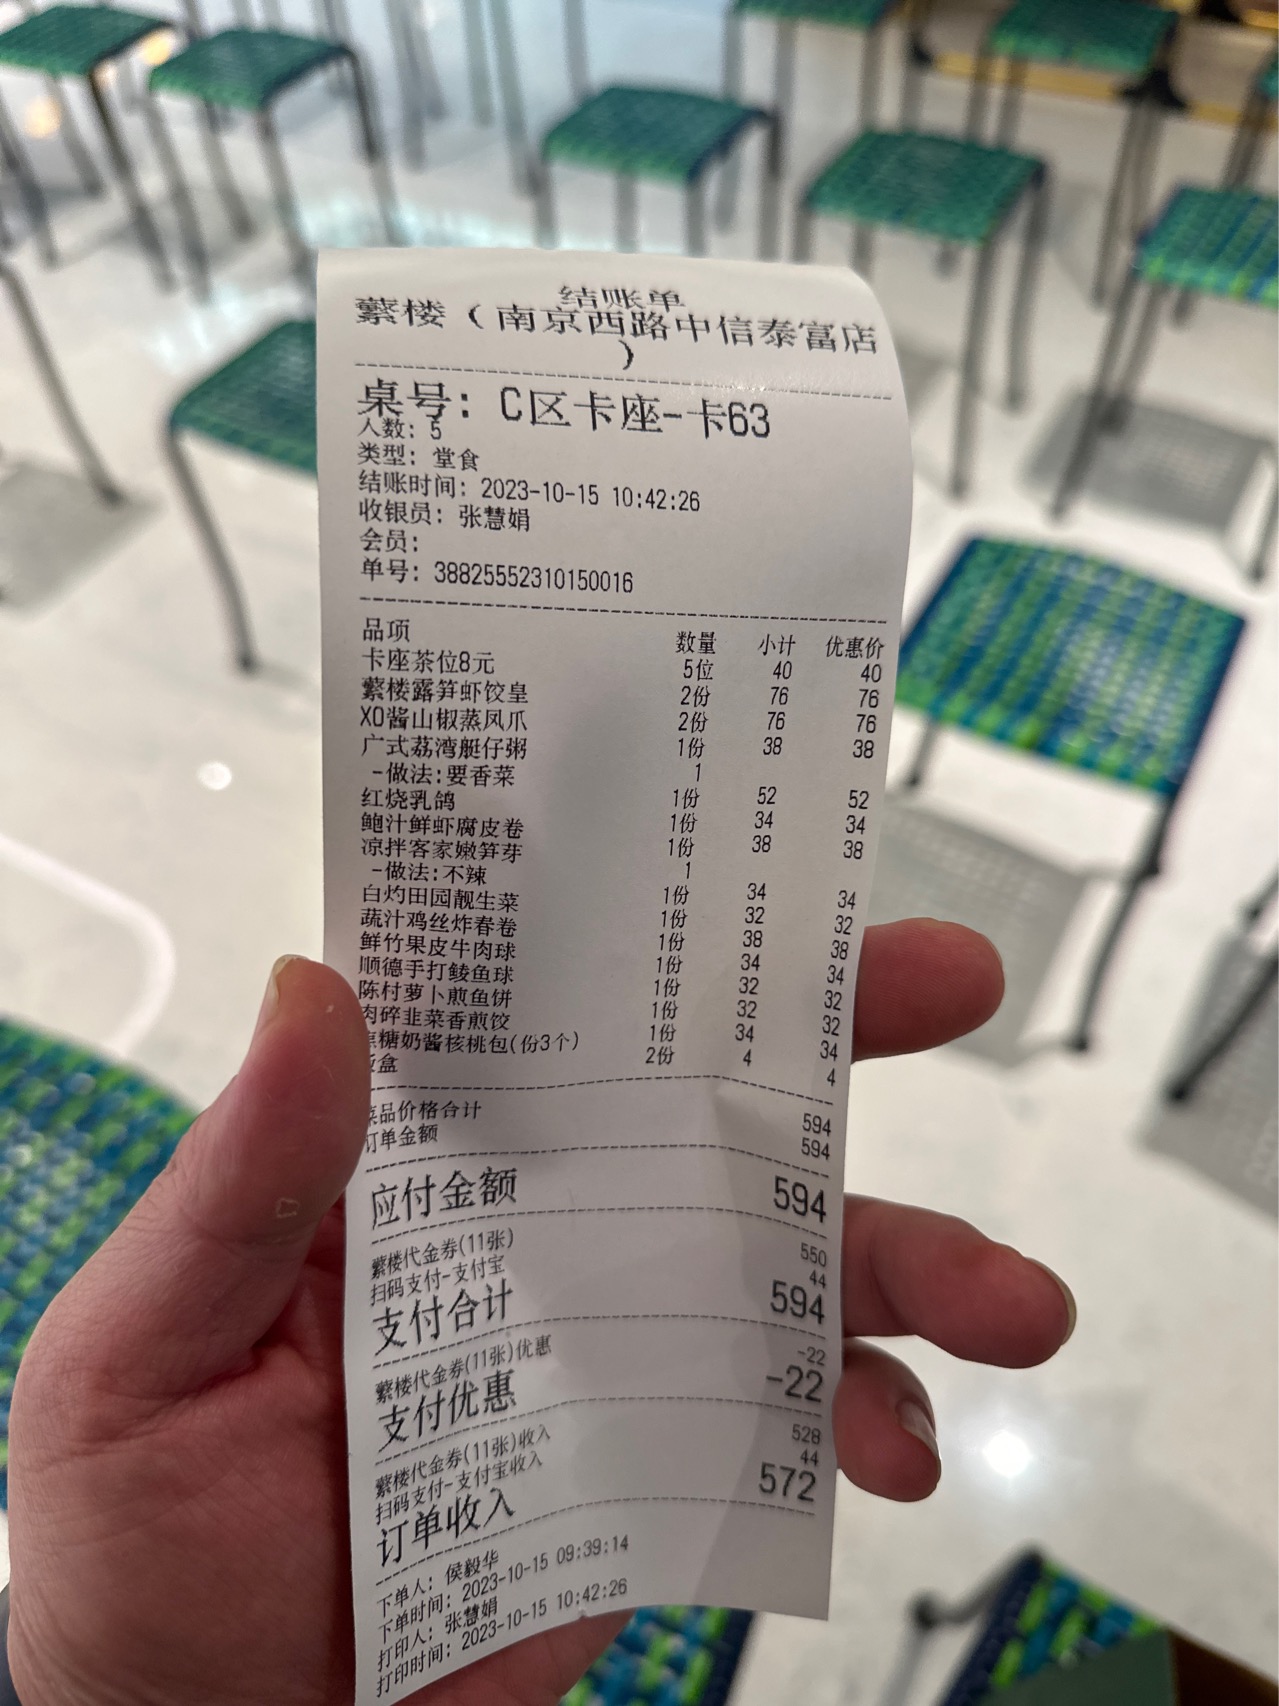 结账单
蘩楼（南京西路中信泰富店
）
桌号：C区卡座-卡63
人数：5
类型：堂食
结账时间：2023-10-15 10:42:26
收银员：张慧娟
会员：
单号：38825552310150016
品项 数量 小计 优惠价
卡座茶位8元 5位 40 40
蘩楼露笋虾饺皇 2份 76 76
XO酱山椒蒸凤爪 2份 76 76
广式荔湾艇仔粥 1份 38 38
-做法:要香菜 1
红烧乳鸽 1份 52 52
鲍汁鲜虾腐皮卷 1份 34 34
凉拌客家嫩笋芽 1份 38 38
-做法:不辣 1
白灼田园靓生菜 1份 34 34
蔬汁鸡丝炸春卷 1份 32 32
鲜竹果皮牛肉球 1份 38 38
顺德手打鲮鱼球 1份 34 34
陈村萝卜煎鱼饼 1份 32 32
肉碎韭菜香煎饺 1份 32 32
糖奶酱核桃包(份3个) 1份 34 34
盒 2份 4 4
菜品价格合计 594
订单金额 594
应付金额 594
蘩楼代金券(11张) 550
扫码支付-支付宝 44
支付合计 594
蘩楼代金券(11张)优惠 -22
支付优惠 -22
蘩楼代金券(11张)收入 528
扫码支付-支付宝收入 44
订单收入 572
下单人：侯毅华
下单时间：2023-10-15 09:39:14
打印人：张慧娟
打印时间：2023-10-15 10:42:26